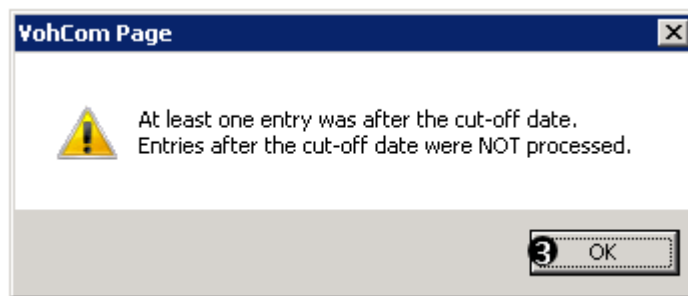 VohCom Page
At least one entry was after the cut-off date.
Entries after the cut-off date were NOT processed.
3 OK